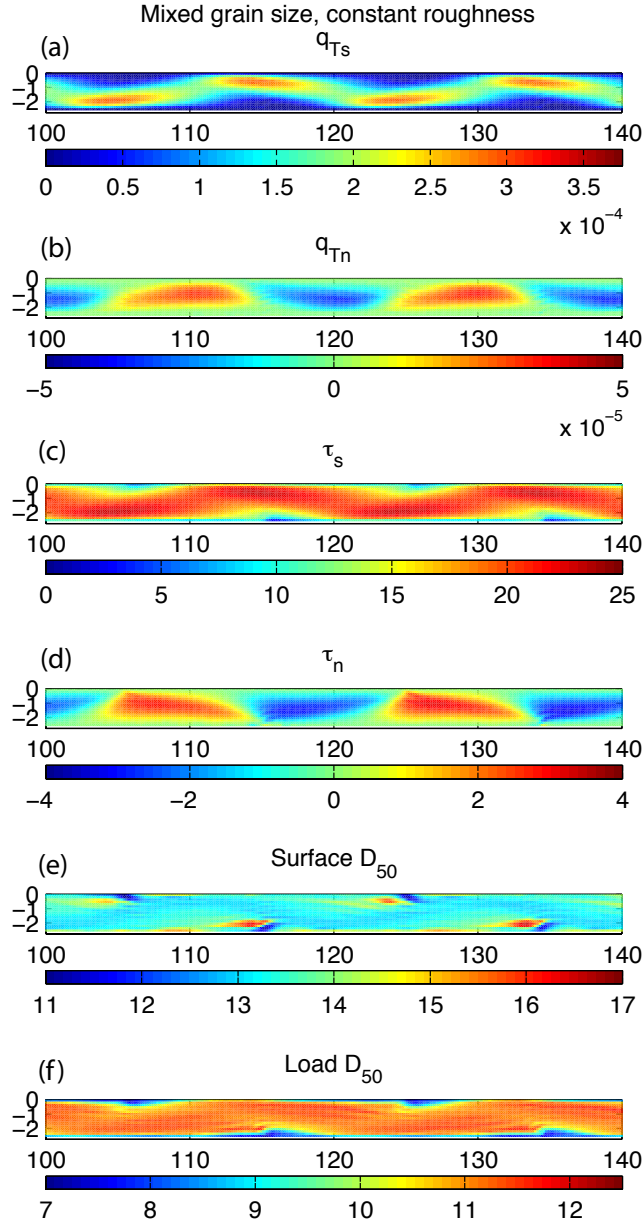 Mixed grain size, constant roughness
(a)
q_Ts
0
−1
−2
100 110 120 130 140
0 0.5 1 1.5 2 2.5 3 3.5
x 10^−4
(b)
q_Tn
0
−1
−2
100 110 120 130 140
−5 0 5
x 10^−5
(c)
τ_s
0
−1
−2
100 110 120 130 140
0 5 10 15 20 25
(d)
τ_n
0
−1
−2
100 110 120 130 140
−4 −2 0 2 4
(e)
Surface D_50
0
−1
−2
100 110 120 130 140
11 12 13 14 15 16 17
(f)
Load D_50
0
−1
−2
100 110 120 130 140
7 8 9 10 11 12